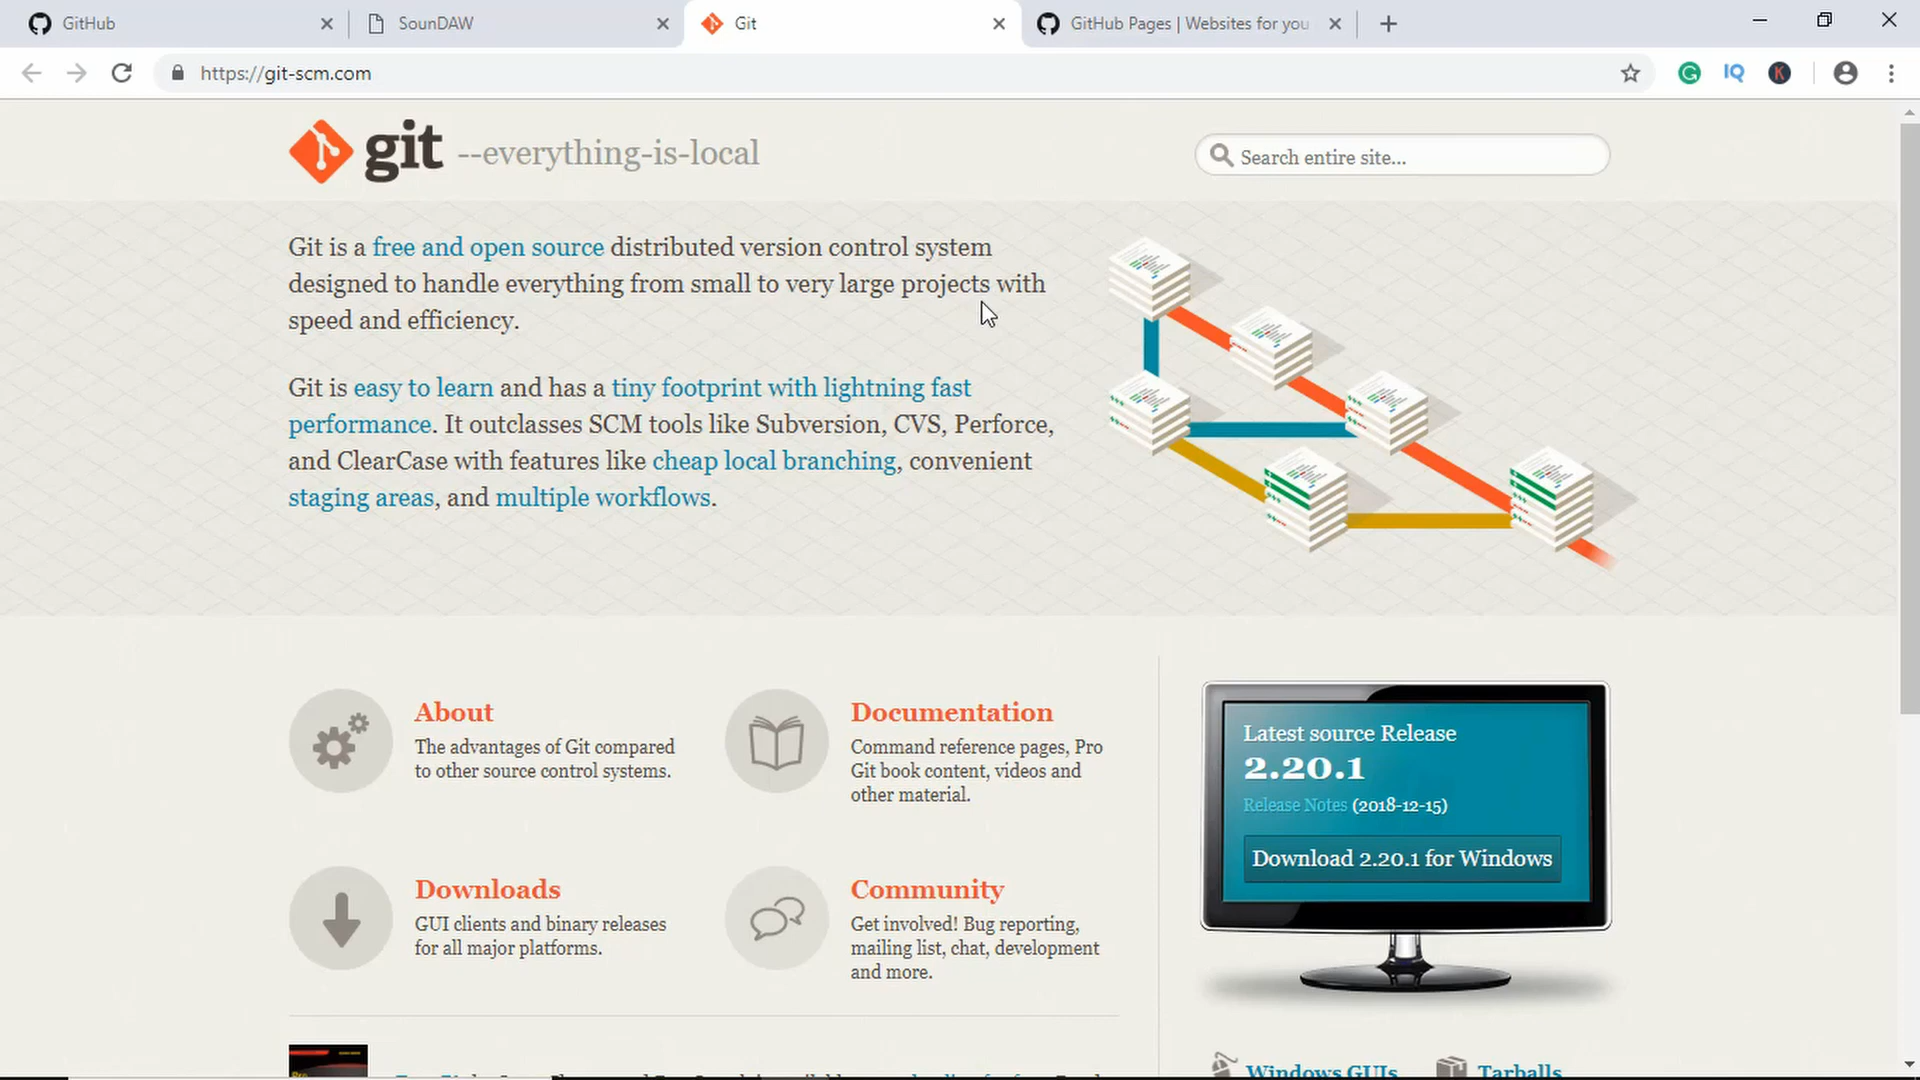 GitHub
SounDAW
Git
GitHub Pages | Websites for you
https://git-scm.com
IQ
K
git --everything-is-local
Search entire site...
Git is a free and open source distributed version control system
designed to handle everything from small to very large projects with
speed and efficiency.
Git is easy to learn and has a tiny footprint with lightning fast
performance. It outclasses SCM tools like Subversion, CVS, Perforce,
and ClearCase with features like cheap local branching, convenient
staging areas, and multiple workflows.
About
The advantages of Git compared
to other source control systems.
Documentation
Command reference pages, Pro
Git book content, videos and
other material.
Downloads
GUI clients and binary releases
for all major platforms.
Community
Get involved! Bug reporting,
mailing list, chat, development
and more.
Latest source Release
2.20.1
Release Notes (2018-12-15)
Download 2.20.1 for Windows
Windows GUIs
Tarballs